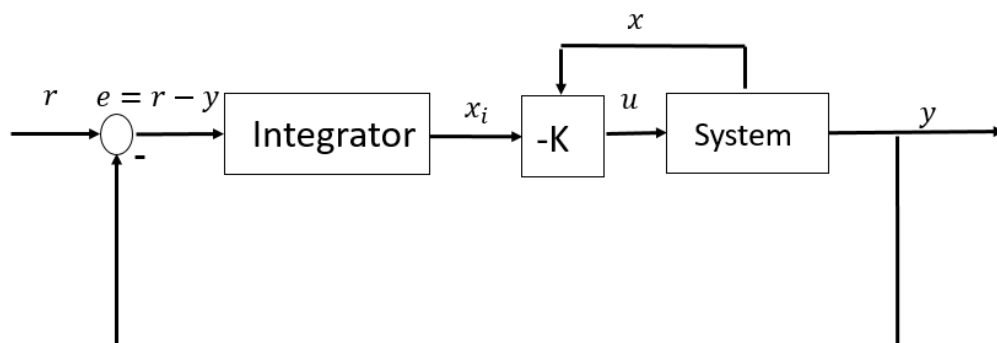 x
r
e = r − y
Integrator
x_i
-K
u
System
y
-